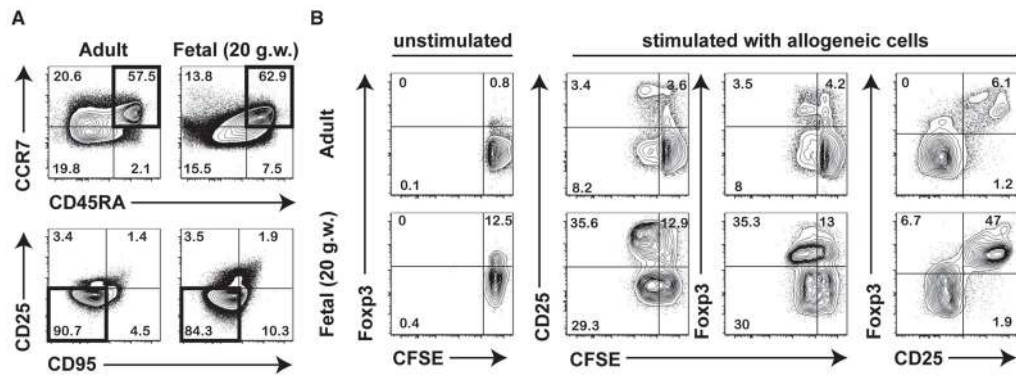 A
Adult
Fetal (20 g.w.)
20.6
57.5
19.8
2.1
13.8
62.9
15.5
7.5
CCR7
CD45RA
3.4
1.4
90.7
4.5
3.5
1.9
84.3
10.3
CD25
CD95
B
unstimulated
stimulated with allogeneic cells
Adult
0
0.8
0.1
3.4
3.6
8.2
3.5
4.2
8
0
6.1
1.2
Fetal (20 g.w.)
0
12.5
0.4
35.6
12.9
29.3
35.3
13
30
6.7
47
1.9
Foxp3
CFSE
CD25
CFSE
Foxp3
Foxp3
CD25